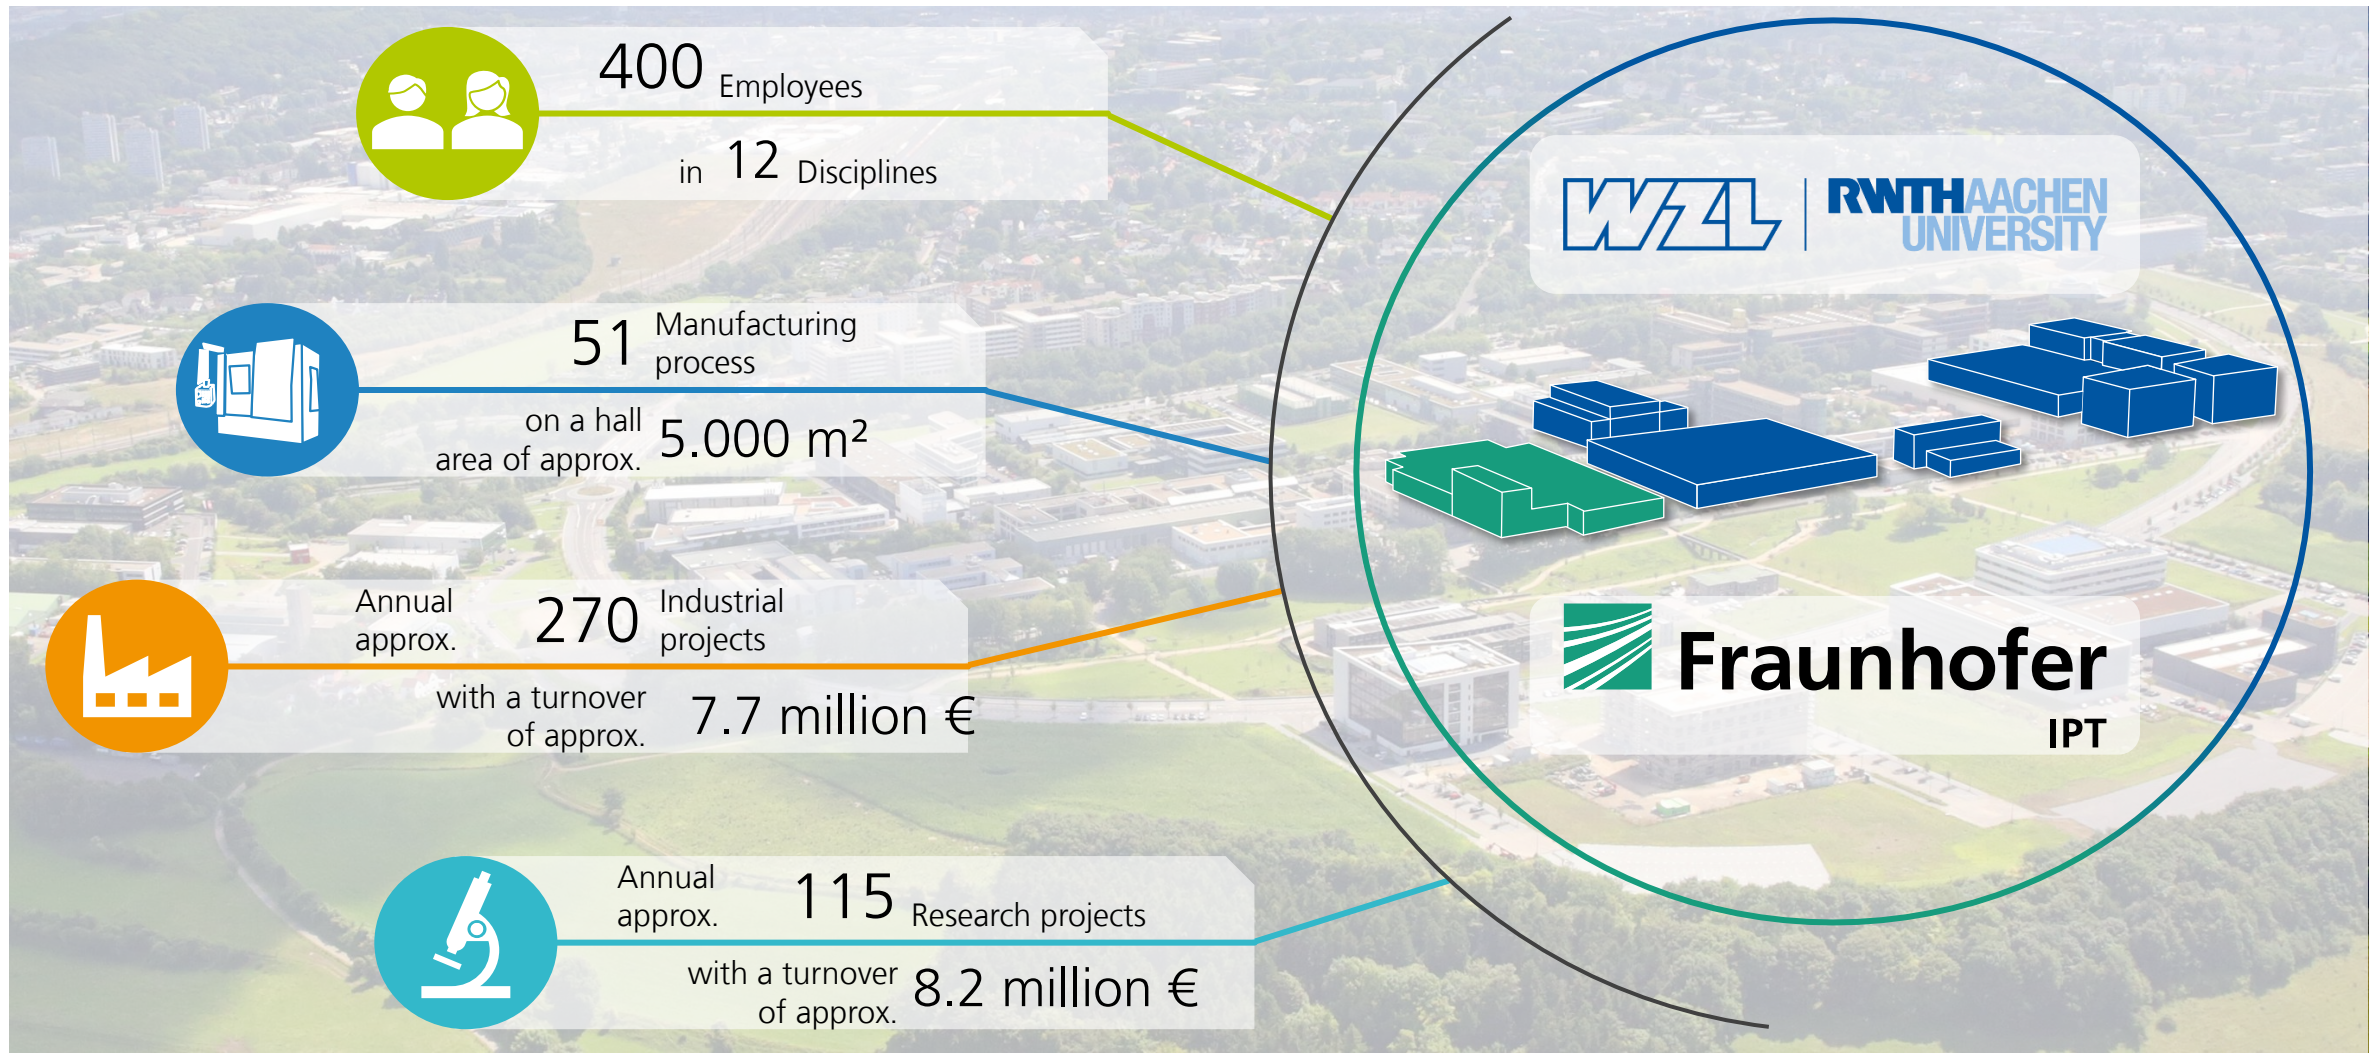 400 Employees
in 12 Disciplines
51 Manufacturing
process
on a hall
area of approx. 5.000 m²
Annual
approx. 270 Industrial
projects
with a turnover
of approx. 7.7 million €
Annual
approx. 115 Research projects
with a turnover
of approx. 8.2 million €
WZL RWTH AACHEN
UNIVERSITY
Fraunhofer
IPT